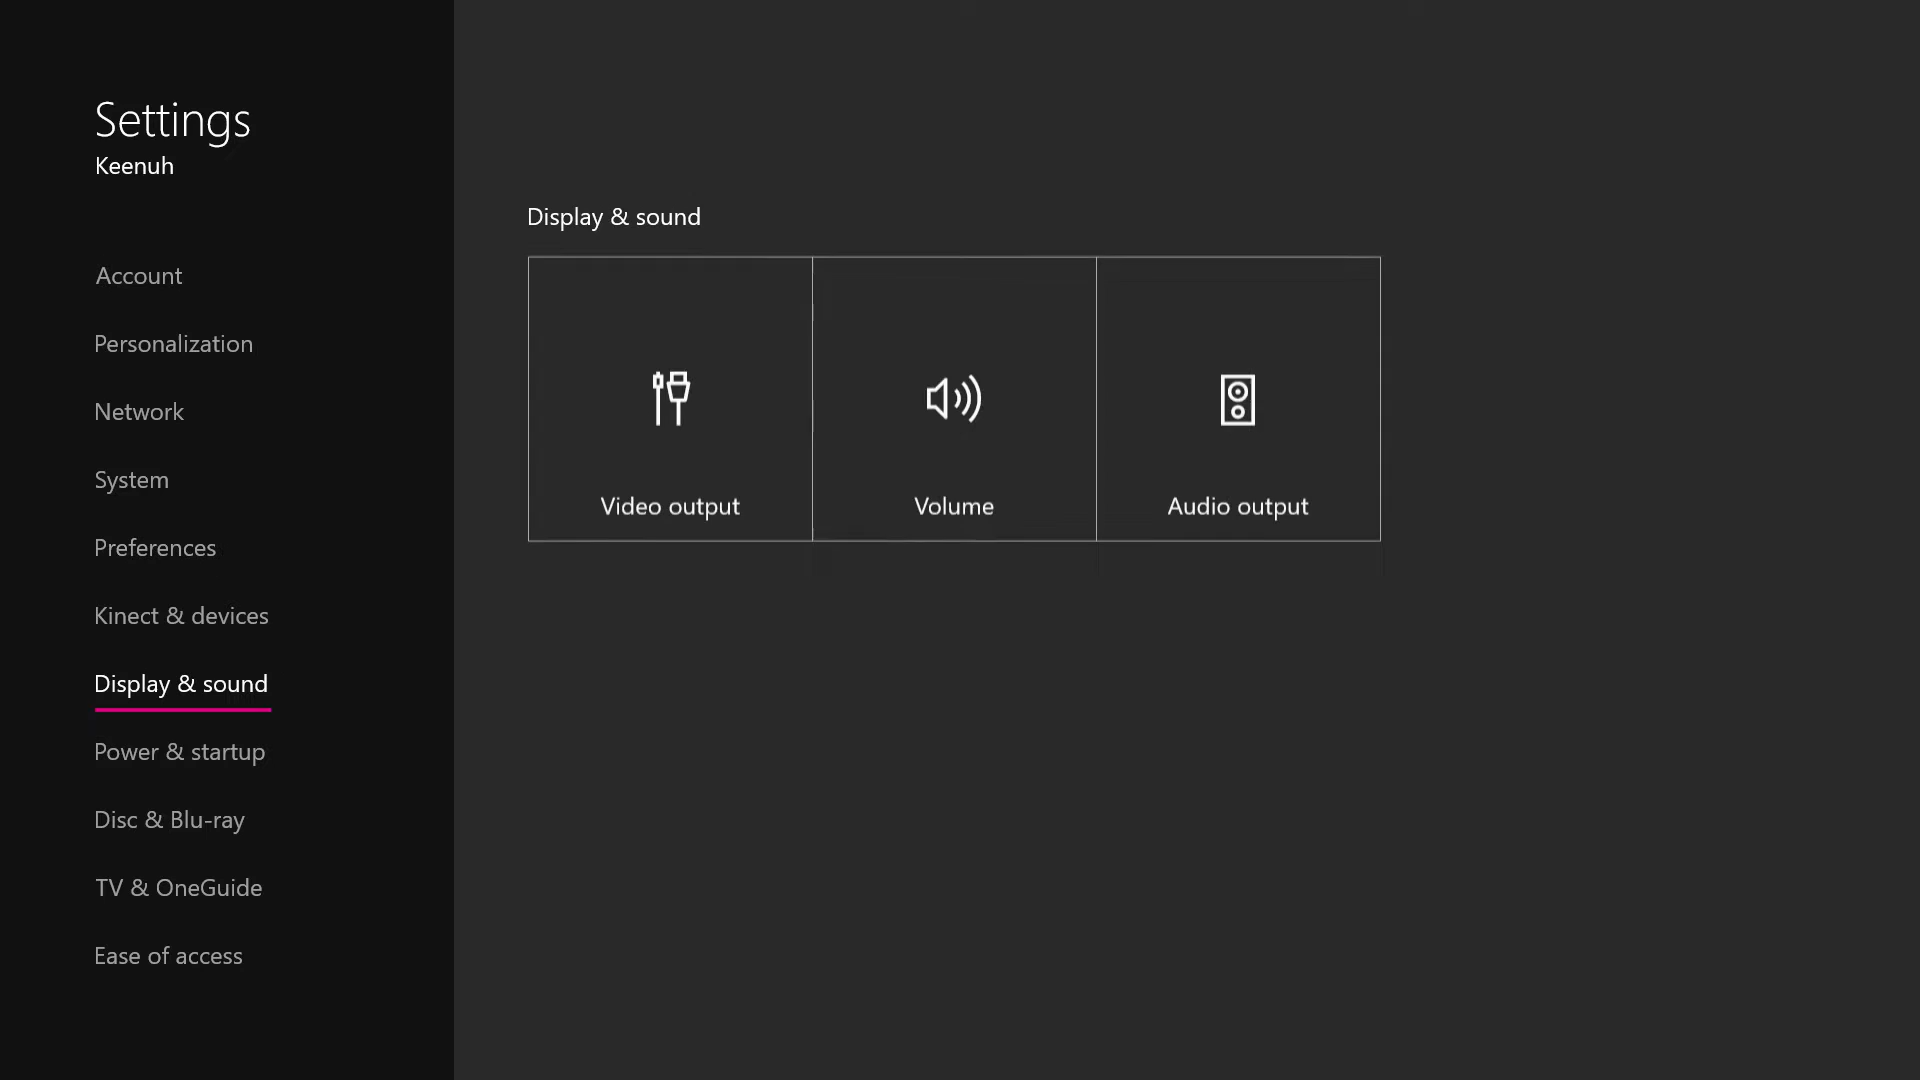 Settings
Keenuh
Account
Personalization
Network
System
Preferences
Kinect & devices
Display & sound
Power & startup
Disc & Blu-ray
TV & OneGuide
Ease of access
Display & sound
Video output
Volume
Audio output